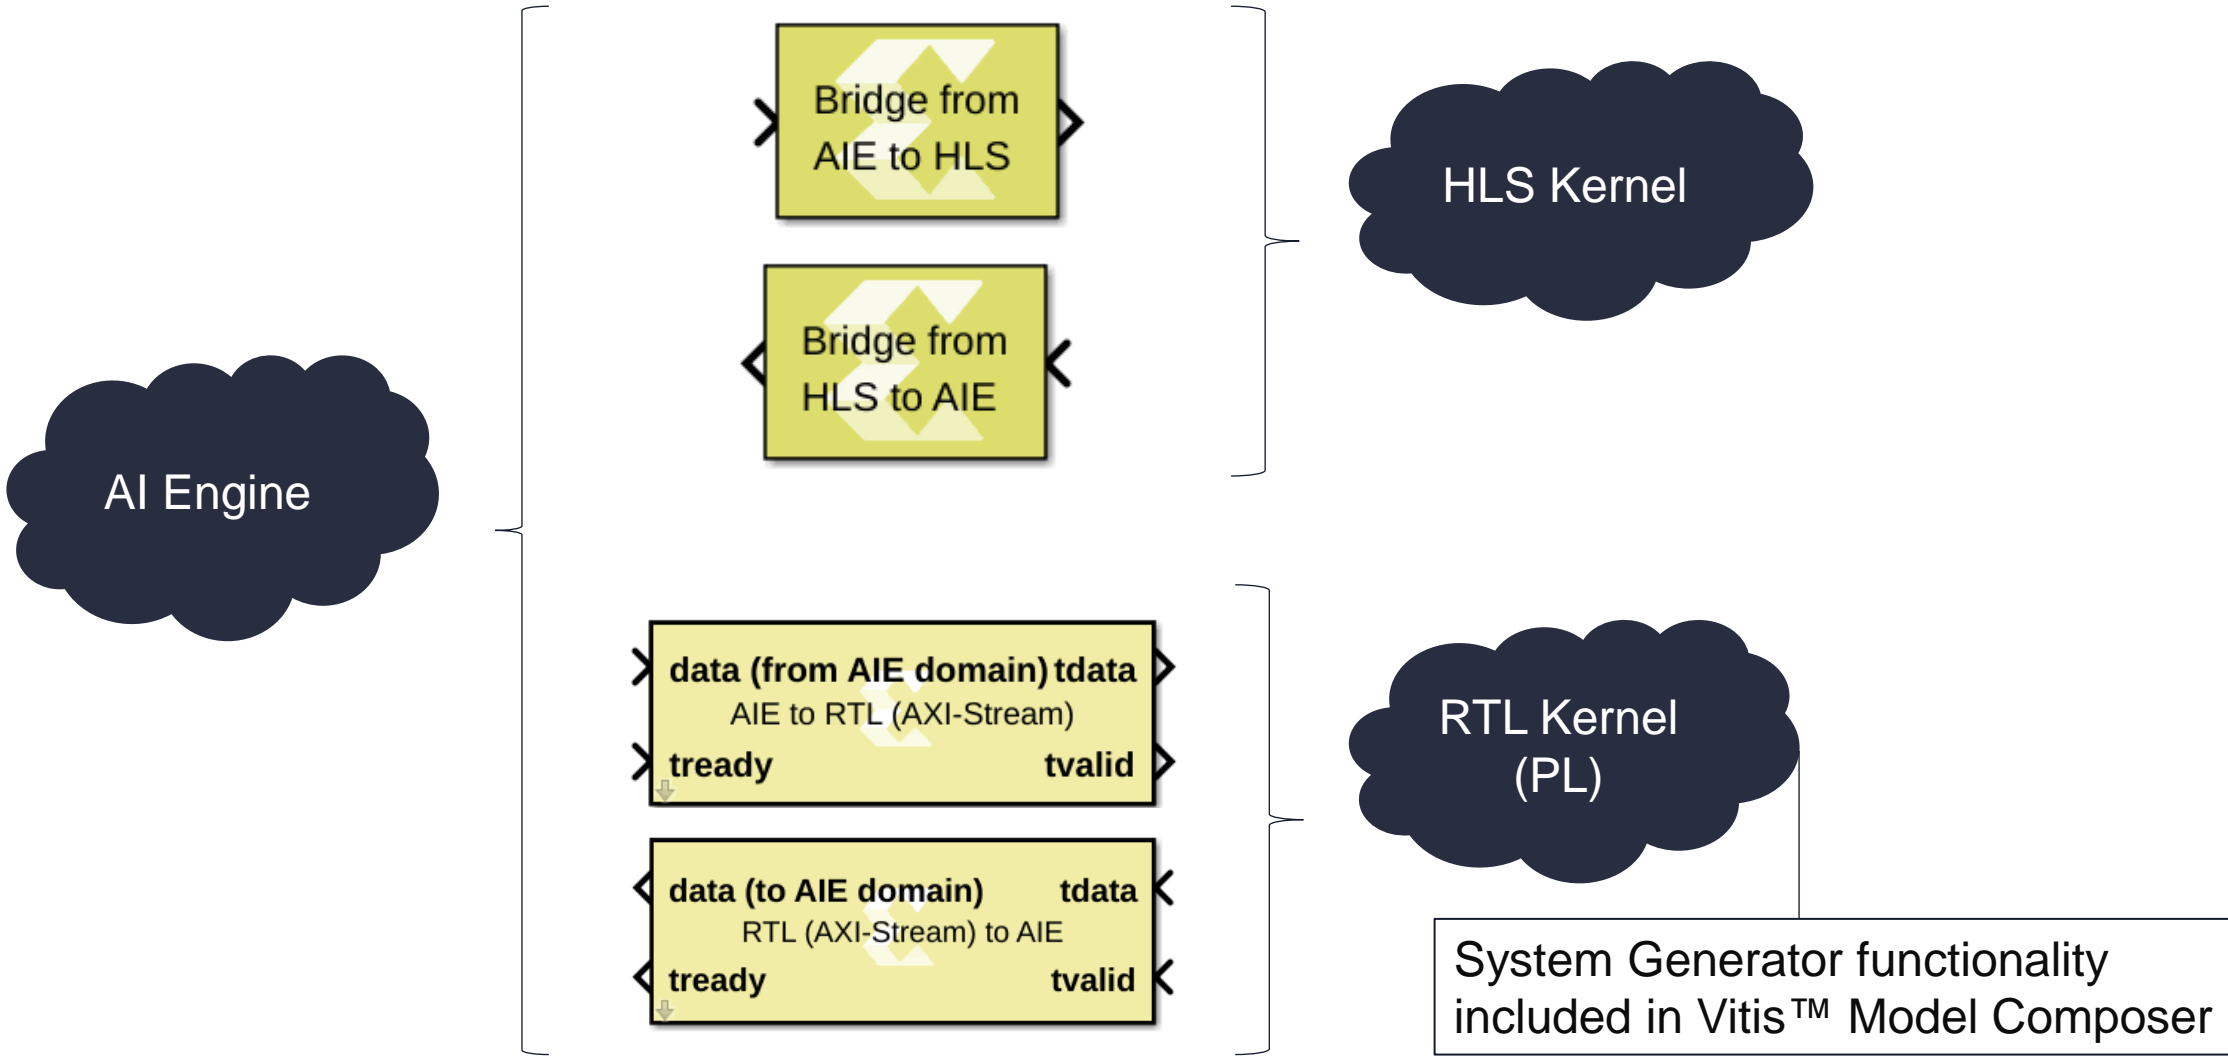 Bridge from
AIE to HLS
HLS Kernel
Bridge from
HLS to AIE
AI Engine
data (from AIE domain) tdata
AIE to RTL (AXI-Stream)
tready tvalid
RTL Kernel
(PL)
data (to AIE domain) tdata
RTL (AXI-Stream) to AIE
tready tvalid
System Generator functionality
included in Vitis™ Model Composer